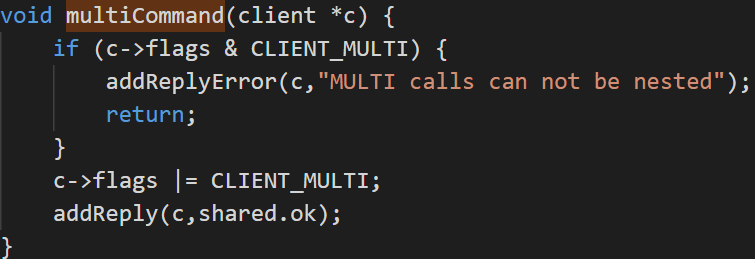 void multiCommand(client *c) {
    if (c->flags & CLIENT_MULTI) {
        addReplyError(c,"MULTI calls can not be nested");
        return;
    }
    c->flags |= CLIENT_MULTI;
    addReply(c,shared.ok);
}